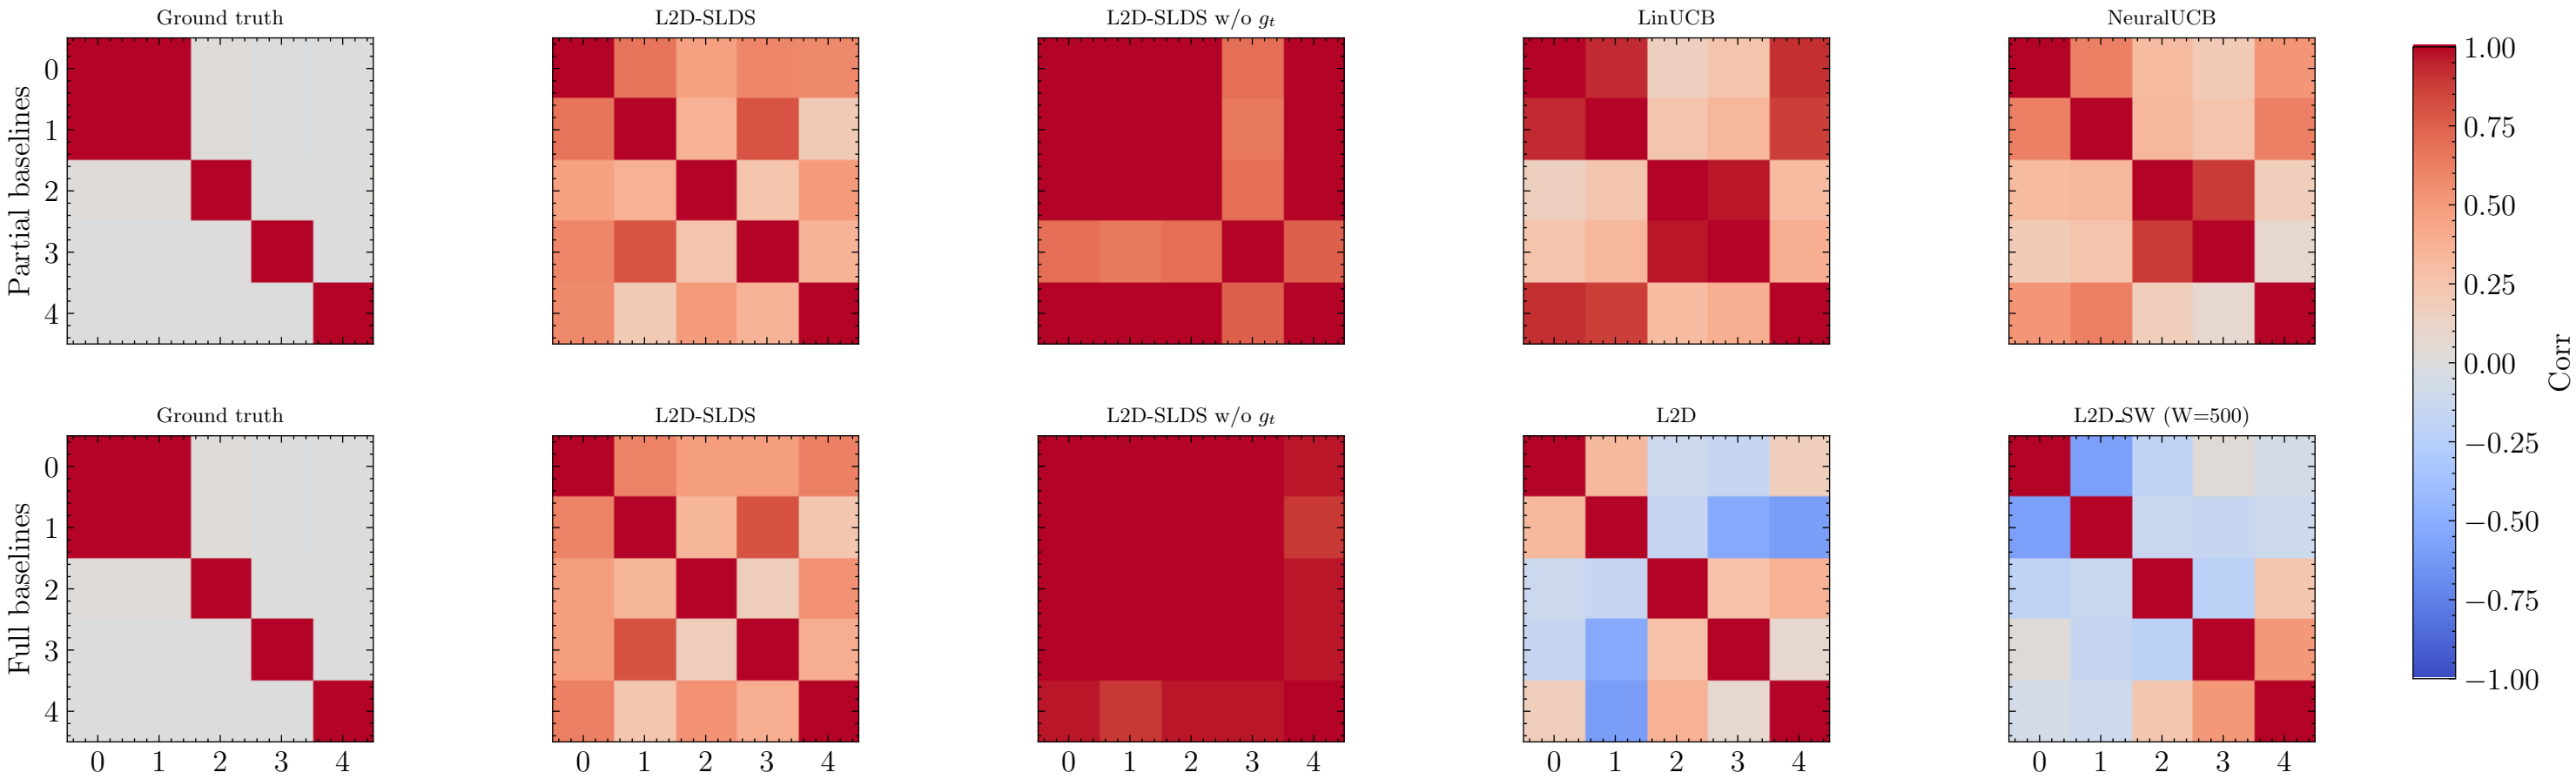 Ground truth
L2D-SLDS
L2D-SLDS w/o gₜ
LinUCB
NeuralUCB
Partial baselines
0
1
2
3
4
Ground truth
L2D-SLDS
L2D-SLDS w/o gₜ
L2D
L2D_SW (W=500)
Full baselines
0
1
2
3
4
0 1 2 3 4
0 1 2 3 4
0 1 2 3 4
0 1 2 3 4
0 1 2 3 4
1.00
0.75
0.50
0.25
0.00
−0.25
−0.50
−0.75
−1.00
Corr